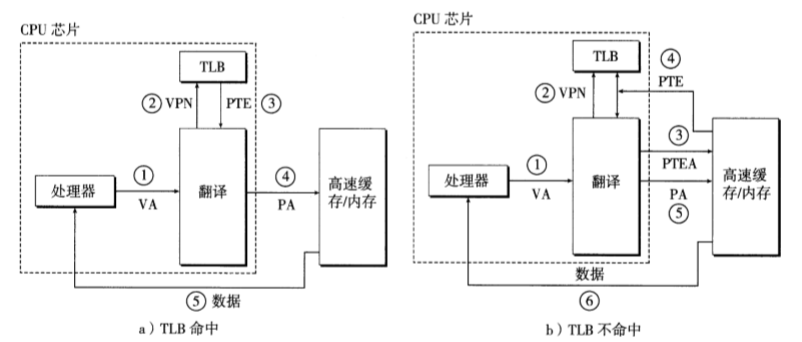 CPU 芯片
TLB
② VPN
PTE ③
处理器
①
VA
翻译
④
PA
高速缓
存/内存
⑤ 数据
a）TLB 命中
CPU 芯片
TLB
② VPN
④
PTE
处理器
①
VA
翻译
③
PTEA
PA
⑤
高速缓
存/内存
数据
⑥
b）TLB 不命中